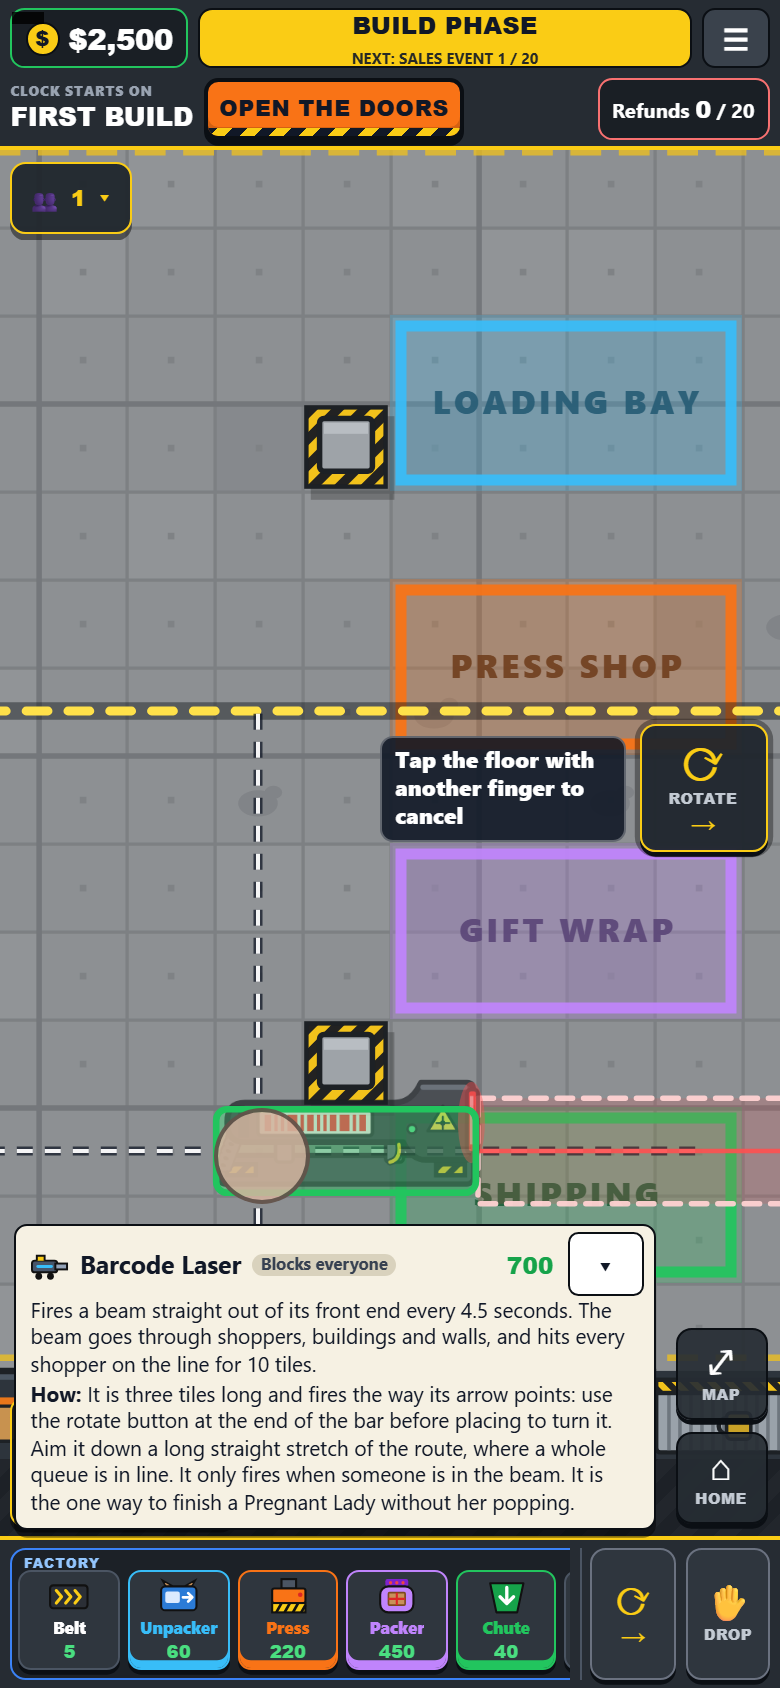 $2,500
BUILD PHASE
NEXT: SALES EVENT 1 / 20
CLOCK STARTS ON
FIRST BUILD
OPEN THE DOORS
Refunds 0 / 20
1
LOADING BAY
PRESS SHOP
Tap the floor with
another finger to
cancel
ROTATE
GIFT WRAP
SHIPPING
Barcode Laser
Blocks everyone
700
Fires a beam straight out of its front end every 4.5 seconds. The
beam goes through shoppers, buildings and walls, and hits every
shopper on the line for 10 tiles.
How: It is three tiles long and fires the way its arrow points: use
the rotate button at the end of the bar before placing to turn it.
Aim it down a long straight stretch of the route, where a whole
queue is in line. It only fires when someone is in the beam. It is
the one way to finish a Pregnant Lady without her popping.
MAP
HOME
FACTORY
Belt
5
Unpacker
60
Press
220
Packer
450
Chute
40
DROP